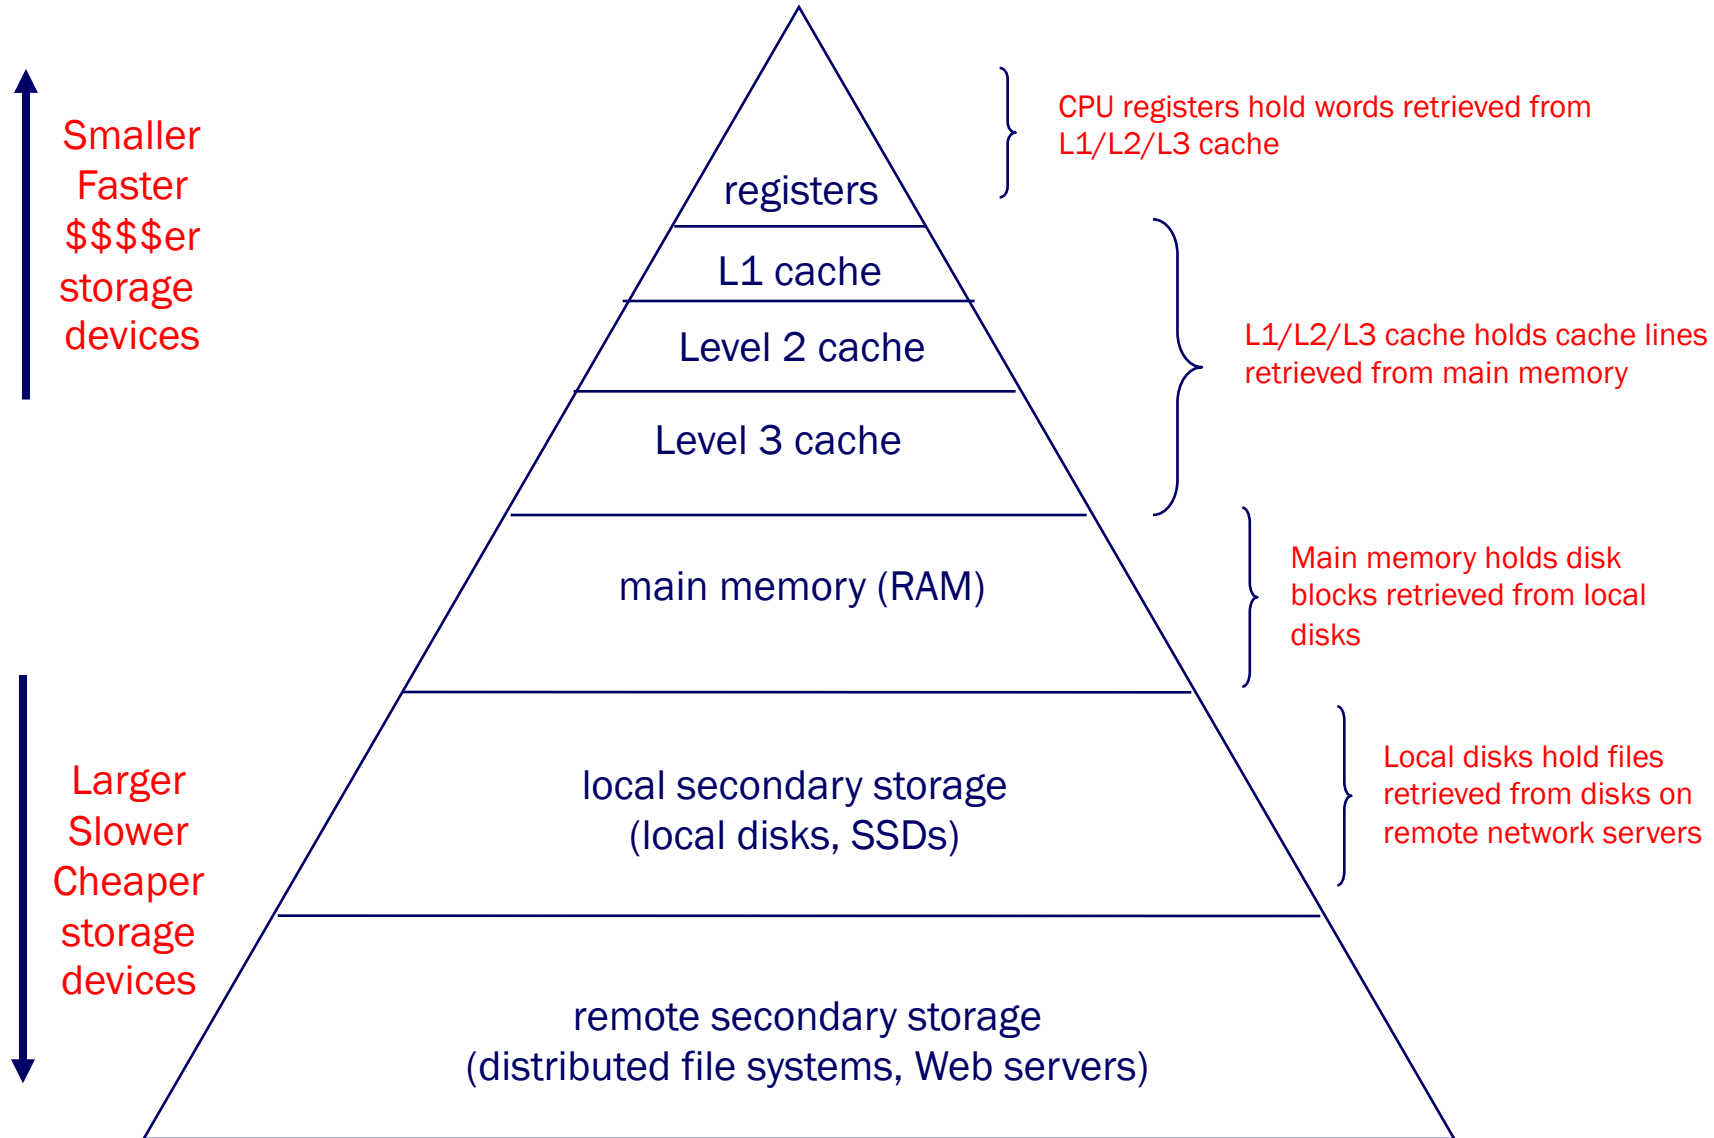 Smaller
Faster
$$$$er
storage
devices
Larger
Slower
Cheaper
storage
devices
registers
L1 cache
Level 2 cache
Level 3 cache
main memory (RAM)
local secondary storage
(local disks, SSDs)
remote secondary storage
(distributed file systems, Web servers)
CPU registers hold words retrieved from
L1/L2/L3 cache
L1/L2/L3 cache holds cache lines
retrieved from main memory
Main memory holds disk
blocks retrieved from local
disks
Local disks hold files
retrieved from disks on
remote network servers